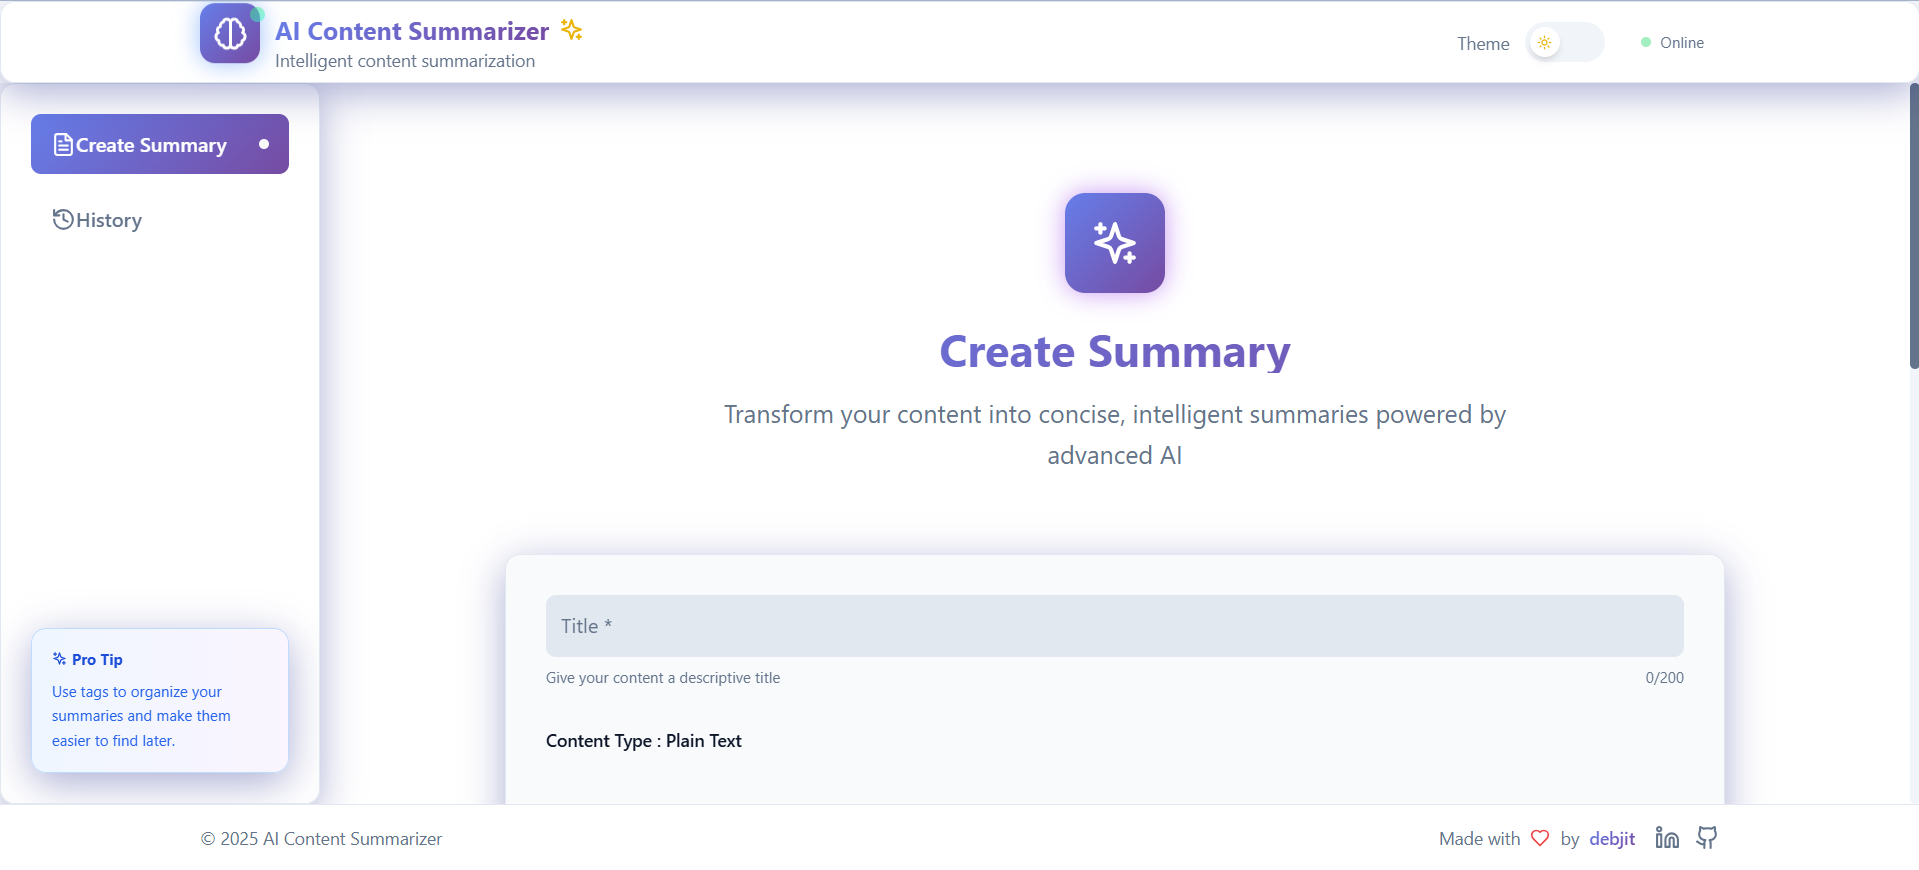 AI Content Summarizer
Intelligent content summarization
Theme
Online
Create Summary
History
Pro Tip
Use tags to organize your
summaries and make them
easier to find later.
Create Summary
Transform your content into concise, intelligent summaries powered by
advanced AI
Title *
Give your content a descriptive title
0/200
Content Type : Plain Text
© 2025 AI Content Summarizer
Made with by debjit